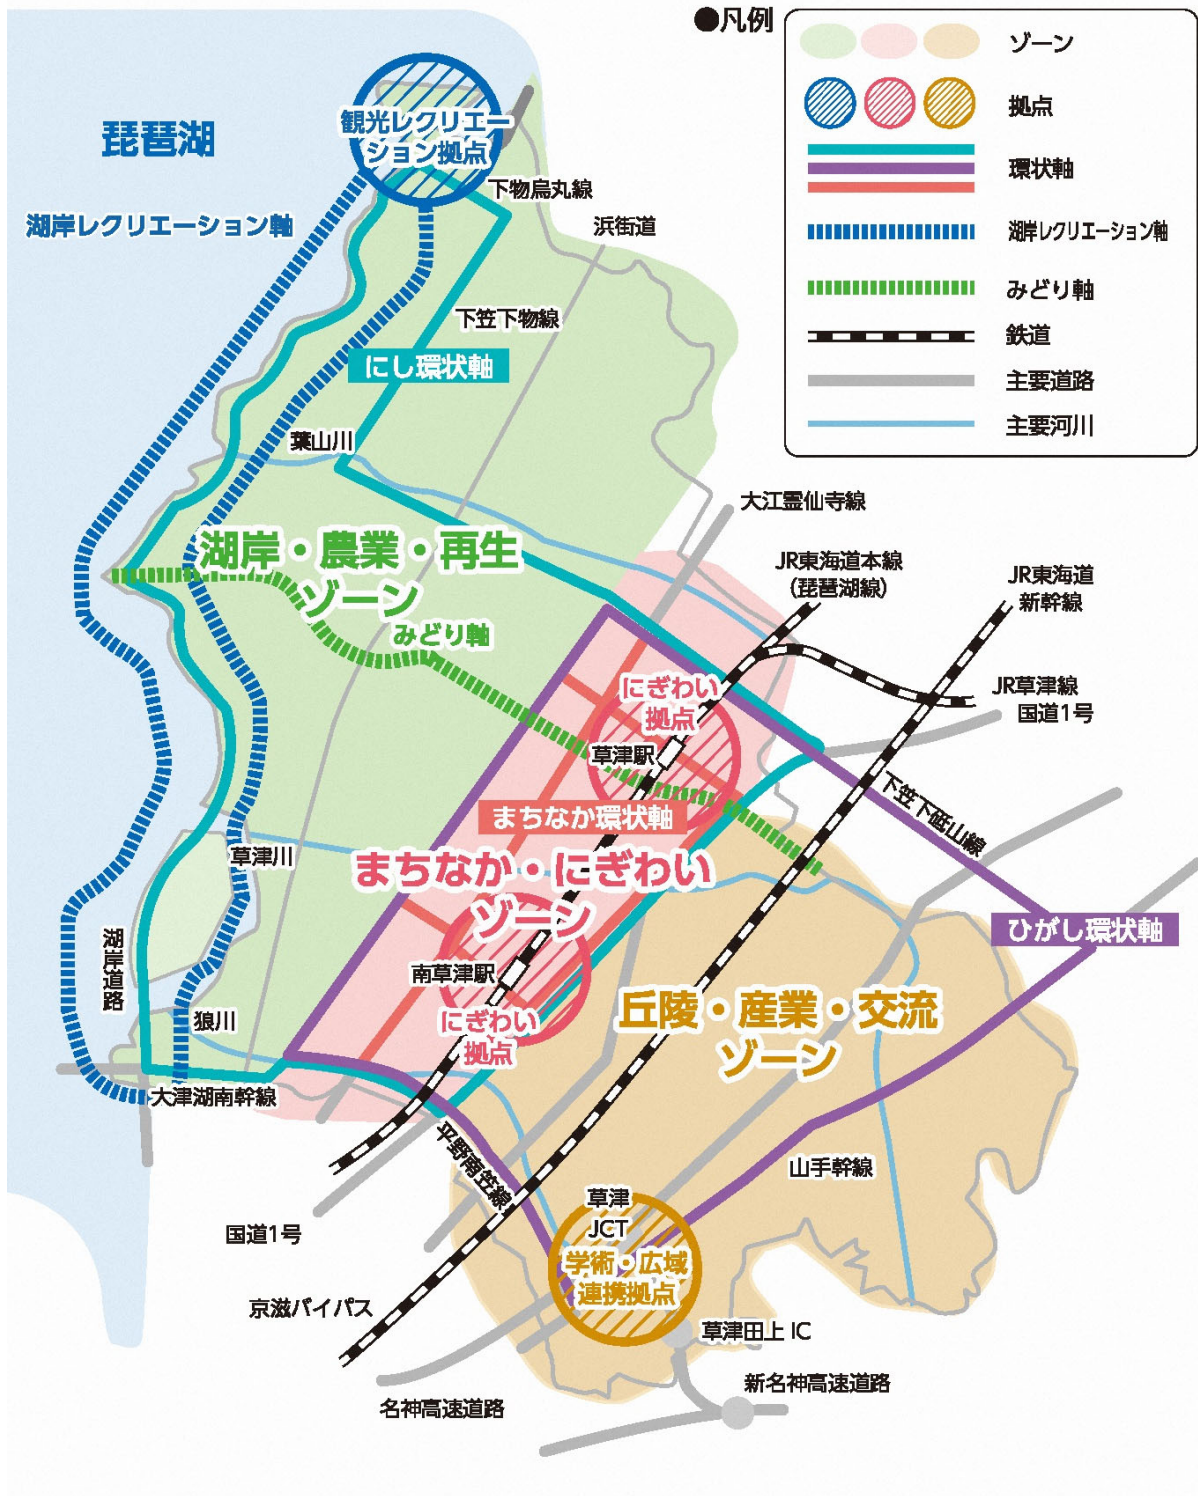 ●凡例
ゾーン
拠点
環状軸
湖岸レクリエーション軸
みどり軸
鉄道
主要道路
主要河川
琵琶湖
観光レクリエー
ション拠点
湖岸レクリエーション軸
下物烏丸線
浜街道
下笠下物線
にし環状軸
葉山川
大江霊仙寺線
湖岸・農業・再生
ゾーン
みどり軸
JR東海道本線
(琵琶湖線)
JR東海道
新幹線
JR草津線
国道1号
にぎわい
拠点
草津駅
下笠下砥山線
まちなか環状軸
まちなか・にぎわい
ゾーン
草津川
湖岸道路
狼川
南草津駅
にぎわい
拠点
ひがし環状軸
丘陵・産業・交流
ゾーン
大津湖南幹線
平野南笠線
山手幹線
国道1号
草津
JCT
学術・広域
連携拠点
京滋バイパス
草津田上 IC
名神高速道路
新名神高速道路